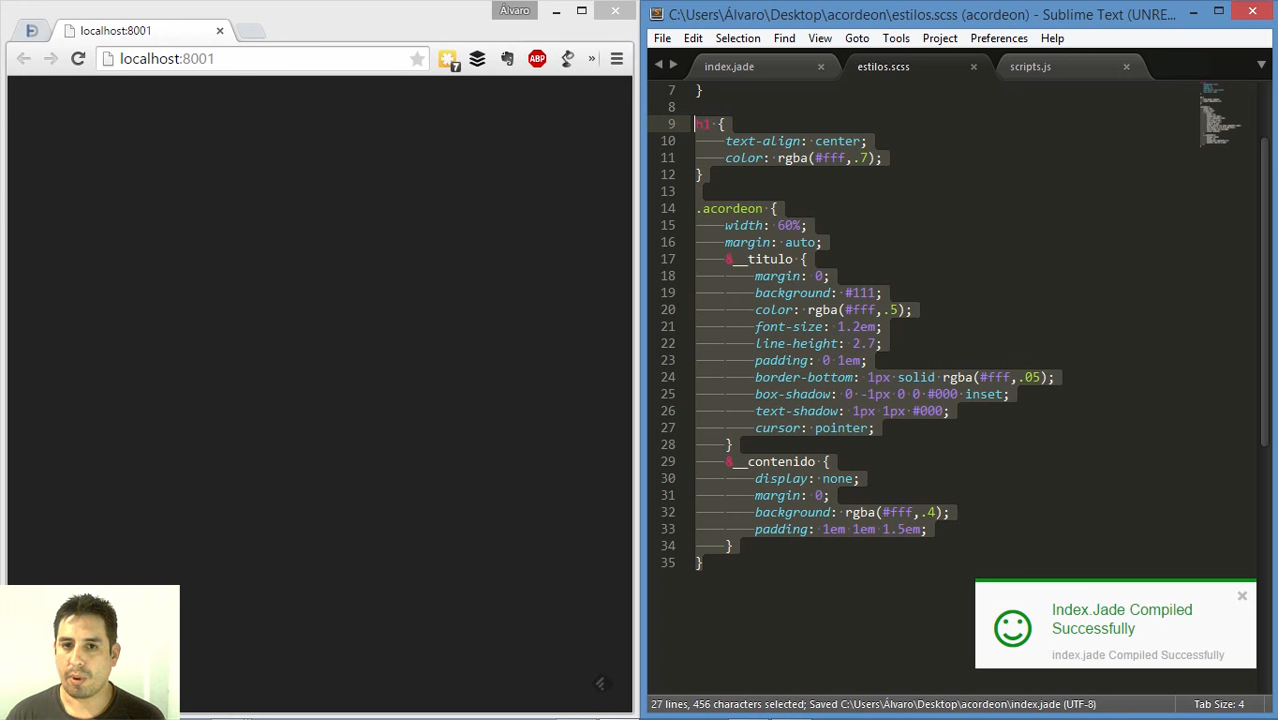 Álvaro
localhost:8001
localhost:8001
7
ABP
»
C:\Users\Álvaro\Desktop\acordeon\estilos.scss (acordeon) - Sublime Text (UNRE...
File Edit Selection Find View Goto Tools Project Preferences Help
index.jade estilos.scss scripts.js
7 }
8
9 h1 {
10 text-align: center;
11 color: rgba(#fff,.7);
12 }
13
14 .acordeon {
15 width: 60%;
16 margin: auto;
17 &__titulo {
18 margin: 0;
19 background: #111;
20 color: rgba(#fff,.5);
21 font-size: 1.2em;
22 line-height: 2.7;
23 padding: 0 1em;
24 border-bottom: 1px solid rgba(#fff,.05);
25 box-shadow: 0 -1px 0 0 #000 inset;
26 text-shadow: 1px 1px #000;
27 cursor: pointer;
28 }
29 &__contenido {
30 display: none;
31 margin: 0;
32 background: rgba(#fff,.4);
33 padding: 1em 1em 1.5em;
34 }
35 }
Index.Jade Compiled
Successfully
index.jade Compiled Successfully
27 lines, 456 characters selected; Saved C:\Users\Álvaro\Desktop\acordeon\index.jade (UTF-8) Tab Size: 4